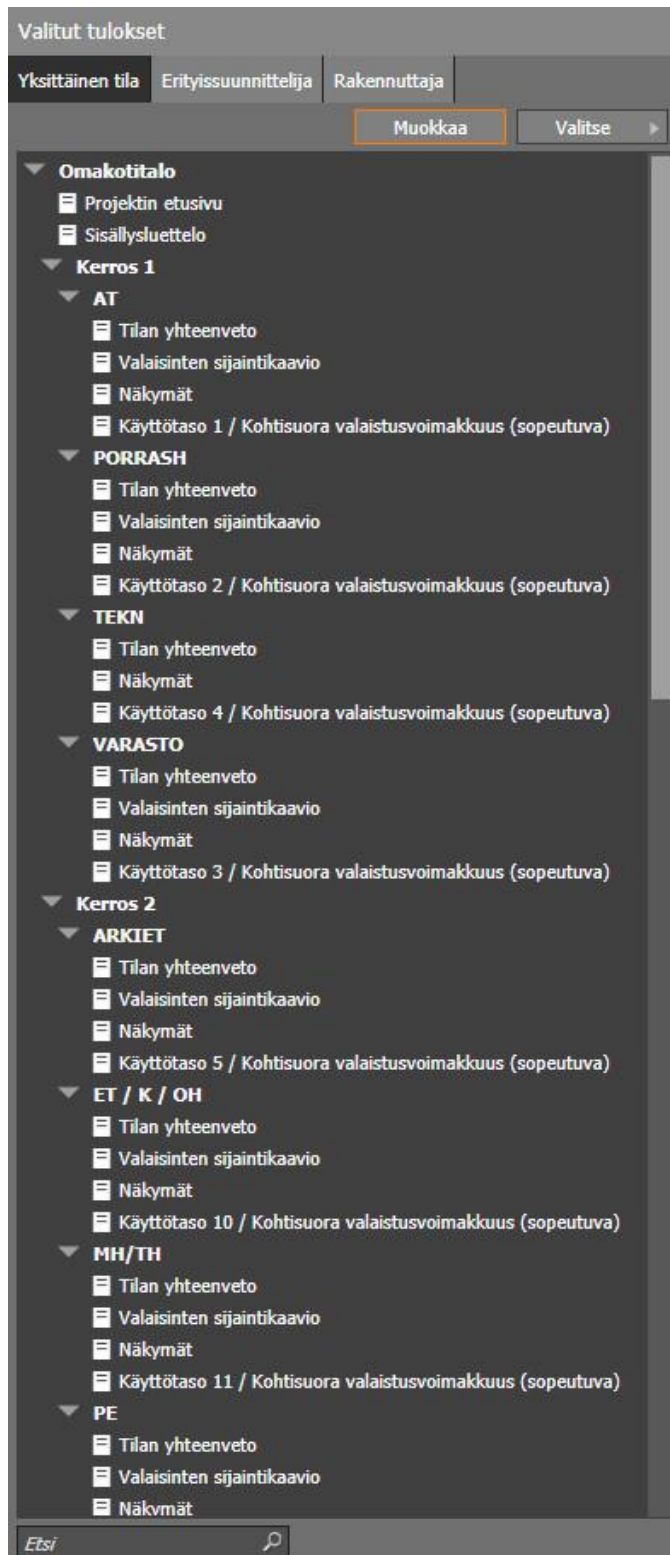 Valitut tulokset
Yksittäinen tila Erityissuunnittelija Rakennuttaja
Muokkaa Valitse
Omakotitalo
Projektin etusivu
Sisällysluettelo
Kerros 1
AT
Tilan yhteenveto
Valaisinten sijaintikaavio
Näkymät
Käyttötaso 1 / Kohtisuora valaistusvoimakkuus (sopeutuva)
PORRASH
Tilan yhteenveto
Valaisinten sijaintikaavio
Näkymät
Käyttötaso 2 / Kohtisuora valaistusvoimakkuus (sopeutuva)
TEKN
Tilan yhteenveto
Näkymät
Käyttötaso 4 / Kohtisuora valaistusvoimakkuus (sopeutuva)
VARASTO
Tilan yhteenveto
Valaisinten sijaintikaavio
Näkymät
Käyttötaso 3 / Kohtisuora valaistusvoimakkuus (sopeutuva)
Kerros 2
ARKIET
Tilan yhteenveto
Valaisinten sijaintikaavio
Näkymät
Käyttötaso 5 / Kohtisuora valaistusvoimakkuus (sopeutuva)
ET / K / OH
Tilan yhteenveto
Valaisinten sijaintikaavio
Näkymät
Käyttötaso 10 / Kohtisuora valaistusvoimakkuus (sopeutuva)
MH/TH
Tilan yhteenveto
Valaisinten sijaintikaavio
Näkymät
Käyttötaso 11 / Kohtisuora valaistusvoimakkuus (sopeutuva)
PE
Tilan yhteenveto
Valaisinten sijaintikaavio
Näkymät
Etsi